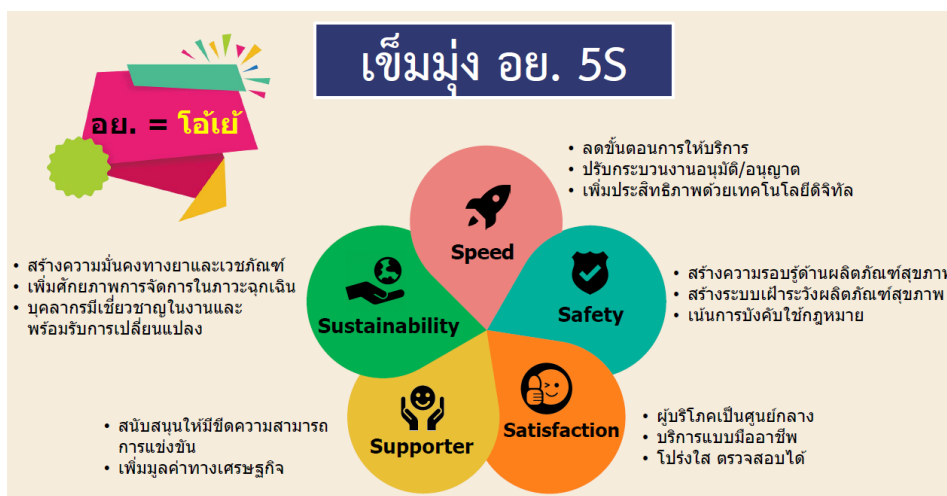 เข็มมุ่ง อย. 5S
อย. = โอ้เย้
• ลดขั้นตอนการให้บริการ
• ปรับกระบวนงานอนุมัติ/อนุญาต
• เพิ่มประสิทธิภาพด้วยเทคโนโลยีดิจิทัล
Speed
• สร้างความรอบรู้ด้านผลิตภัณฑ์สุขภาพ
• สร้างระบบเฝ้าระวังผลิตภัณฑ์สุขภาพ
• เน้นการบังคับใช้กฎหมาย
Safety
• ผู้บริโภคเป็นศูนย์กลาง
• บริการแบบมืออาชีพ
• โปร่งใส ตรวจสอบได้
Satisfaction
• สนับสนุนให้มีขีดความสามารถ
การแข่งขัน
• เพิ่มมูลค่าทางเศรษฐกิจ
Supporter
• สร้างความมั่นคงทางยาและเวชภัณฑ์
• เพิ่มศักยภาพการจัดการในภาวะฉุกเฉิน
• บุคลากรมีเชี่ยวชาญในงานและ
พร้อมรับการเปลี่ยนแปลง
Sustainability